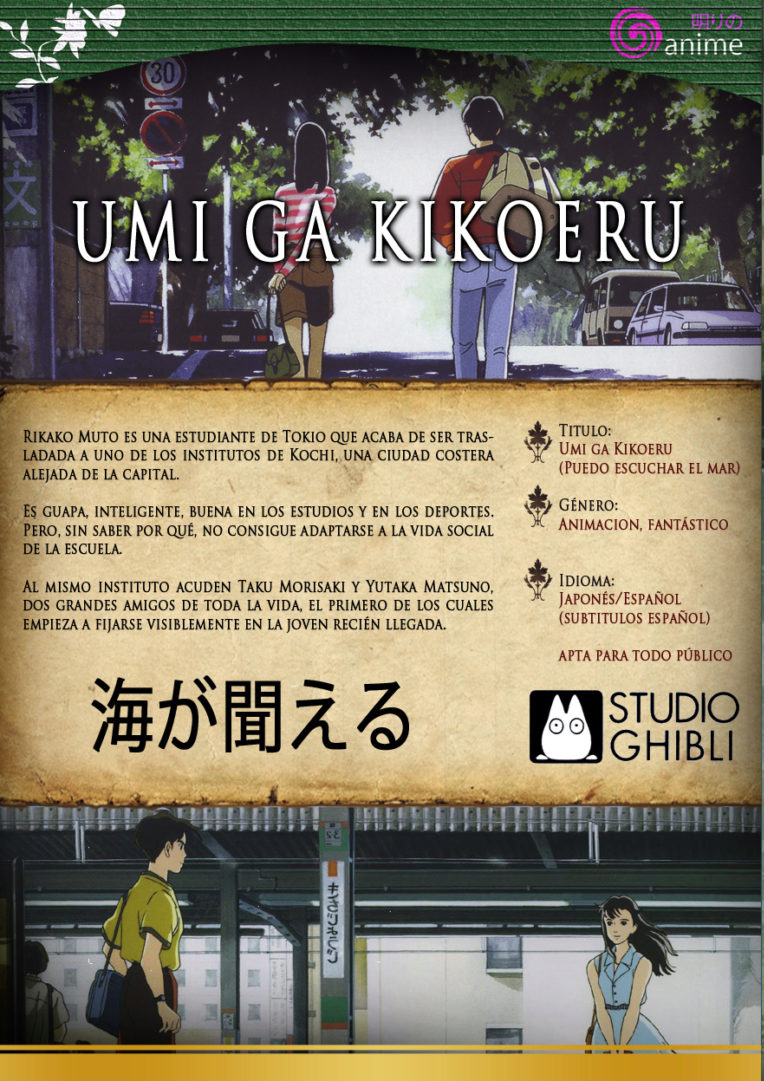 明りの
anime
30
文
UMI GA KIKOERU
RIKAKO MUTO ES UNA ESTUDIANTE DE TOKIO QUE ACABA DE SER TRAS-
LADADA A UNO DE LOS INSTITUTOS DE KOCHI, UNA CIUDAD COSTERA
ALEJADA DE LA CAPITAL.
ES GUAPA, INTELIGENTE, BUENA EN LOS ESTUDIOS Y EN LOS DEPORTES.
PERO, SIN SABER POR QUÉ, NO CONSIGUE ADAPTARSE A LA VIDA SOCIAL
DE LA ESCUELA.
AL MISMO INSTITUTO ACUDEN TAKU MORISAKI Y YUTAKA MATSUNO,
DOS GRANDES AMIGOS DE TODA LA VIDA, EL PRIMERO DE LOS CUALES
EMPIEZA A FIJARSE VISIBLEMENTE EN LA JOVEN RECIÉN LLEGADA.
TITULO:
UMI GA KIKOERU
(PUEDO ESCUCHAR EL MAR)
GÉNERO:
ANIMACION, FANTÁSTICO
IDIOMA:
JAPONÉS/ESPAÑOL
(SUBTITULOS ESPAÑOL)
APTA PARA TODO PÚBLICO
海が聞える
STUDIO
GHIBLI